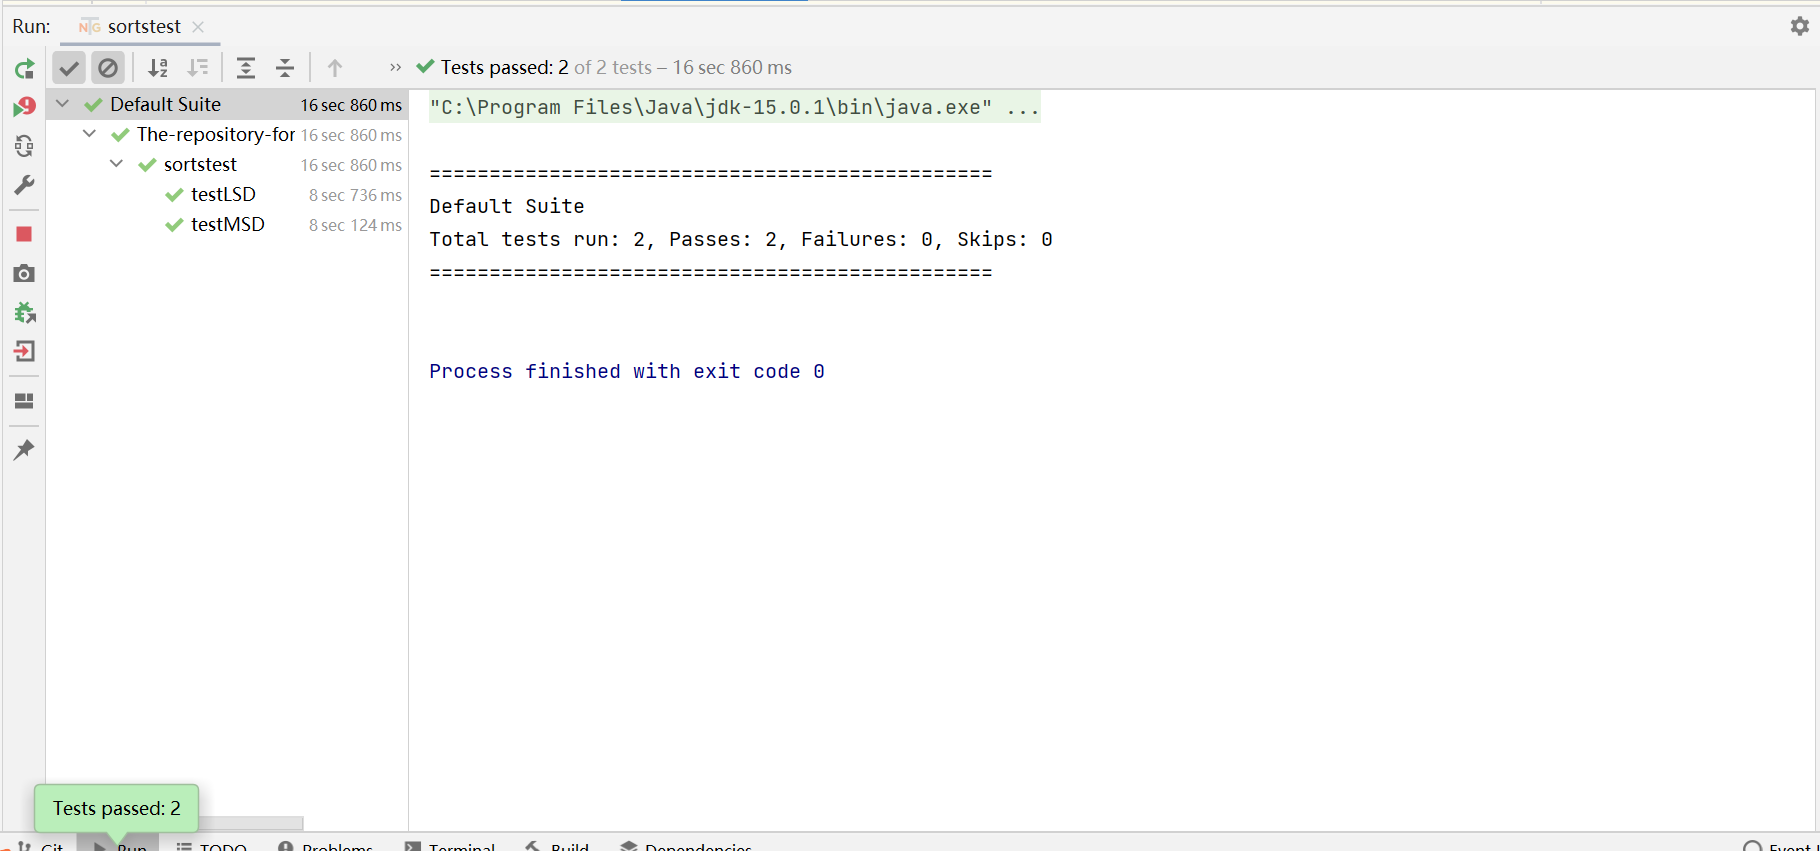 Run: sortstest
Tests passed: 2 of 2 tests – 16 sec 860 ms
Default Suite 16 sec 860 ms
The-repository-for 16 sec 860 ms
sortstest 16 sec 860 ms
testLSD 8 sec 736 ms
testMSD 8 sec 124 ms
"C:\Program Files\Java\jdk-15.0.1\bin\java.exe" ...
===============================================
Default Suite
Total tests run: 2, Passes: 2, Failures: 0, Skips: 0
===============================================
Process finished with exit code 0
Tests passed: 2
Git Run TODO Problems Terminal Build Dependencies Event